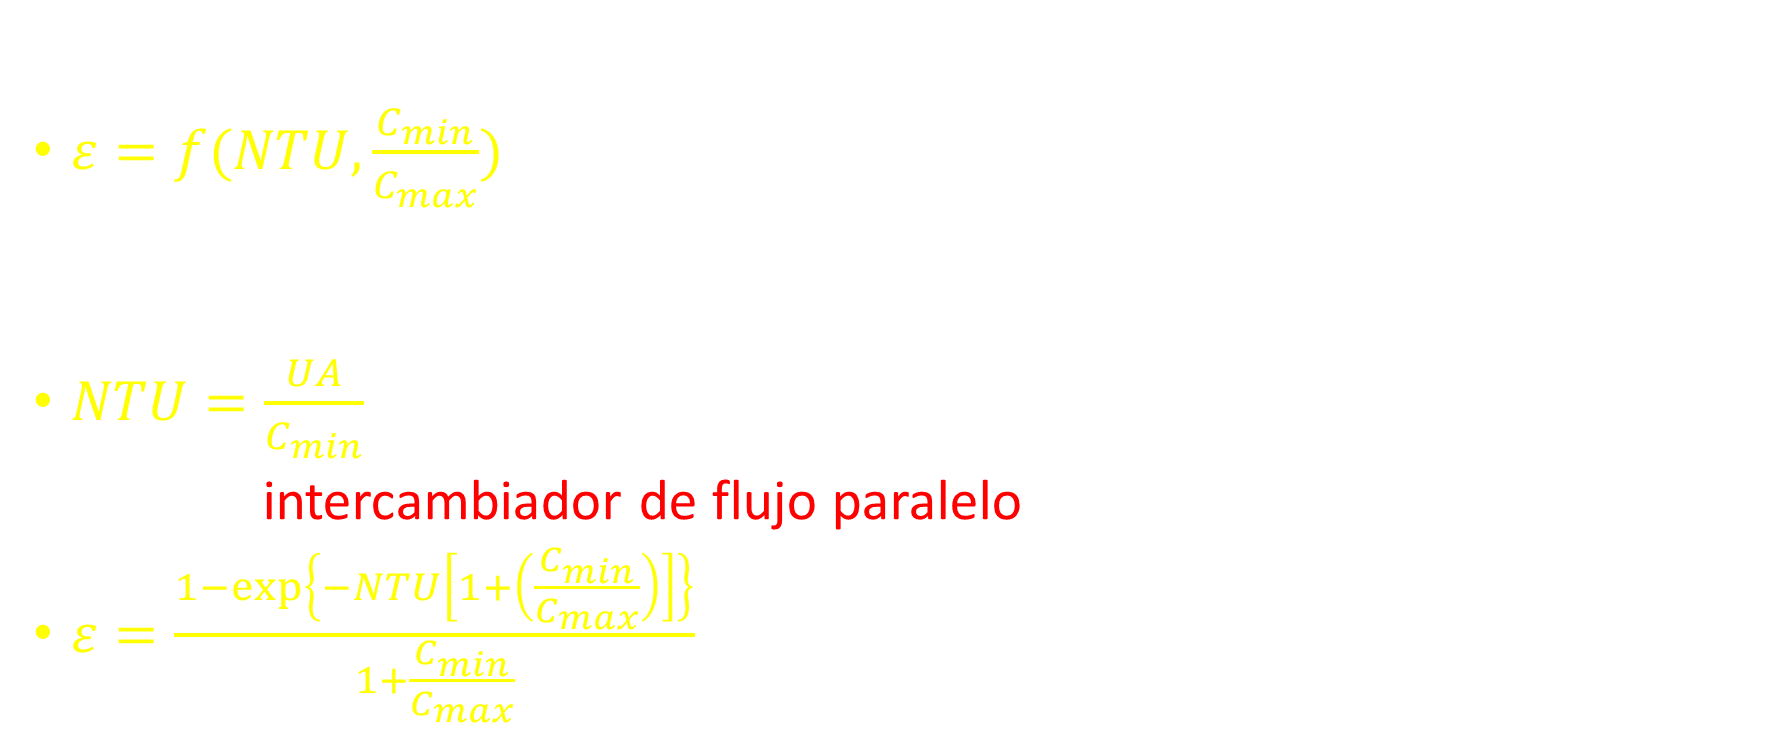 • ε = f(NTU, C_min/C_max)
• NTU = UA/C_min
intercambiador de flujo paralelo
• ε = (1−exp{−NTU[1+(C_min/C_max)]})/(1+C_min/C_max)